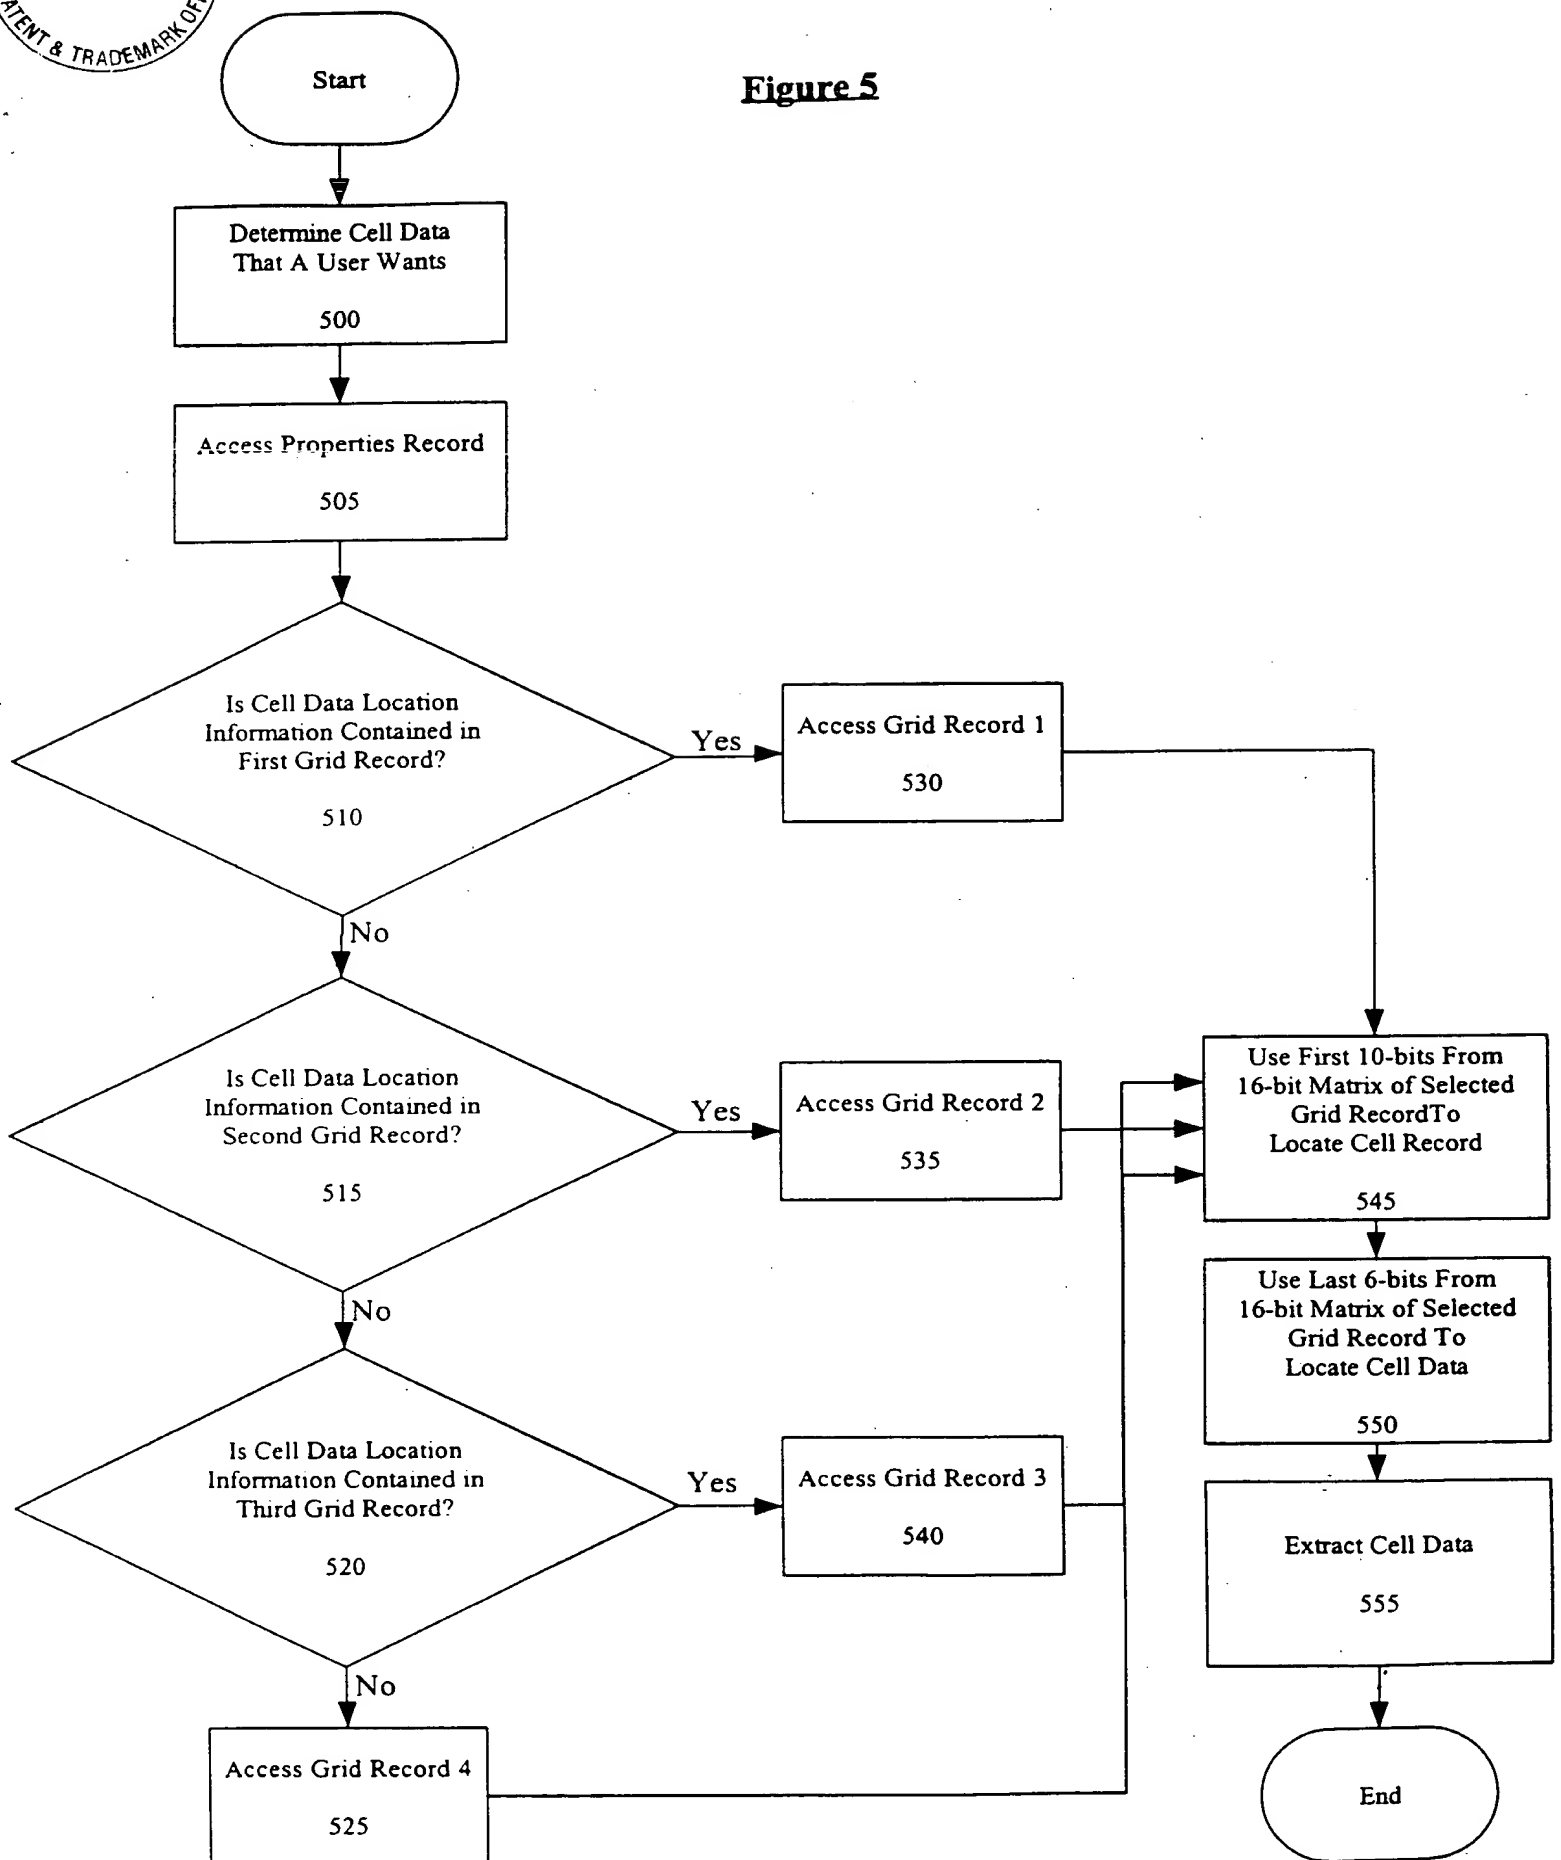 ATENT & TRADEMARK OF
Start
Figure 5
Determine Cell Data
That A User Wants
500
Access Properties Record
505
Is Cell Data Location
Information Contained in
First Grid Record?
510
Yes
Access Grid Record 1
530
No
Is Cell Data Location
Information Contained in
Second Grid Record?
515
Yes
Access Grid Record 2
535
Use First 10-bits From
16-bit Matrix of Selected
Grid RecordTo
Locate Cell Record
545
No
Use Last 6-bits From
16-bit Matrix of Selected
Grid Record To
Locate Cell Data
550
Is Cell Data Location
Information Contained in
Third Grid Record?
520
Yes
Access Grid Record 3
540
Extract Cell Data
555
No
Access Grid Record 4
525
End